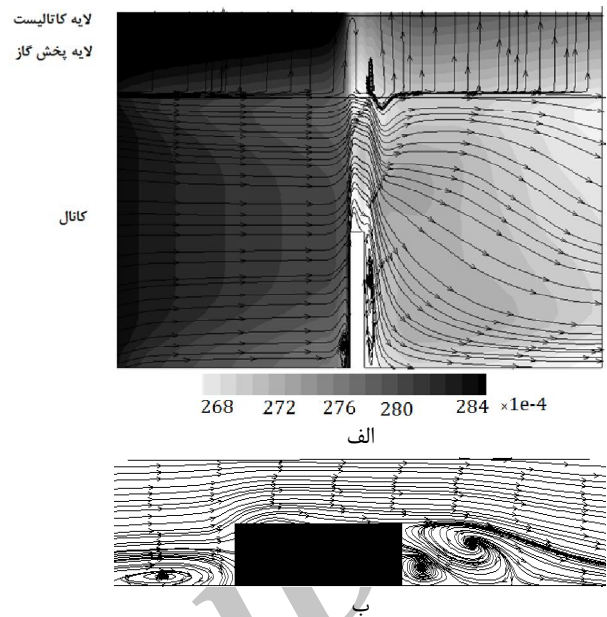 لایه کاتالیست
لایه پخش گاز
کانال
268 272 276 280 284 ×1e-4
الف
ب